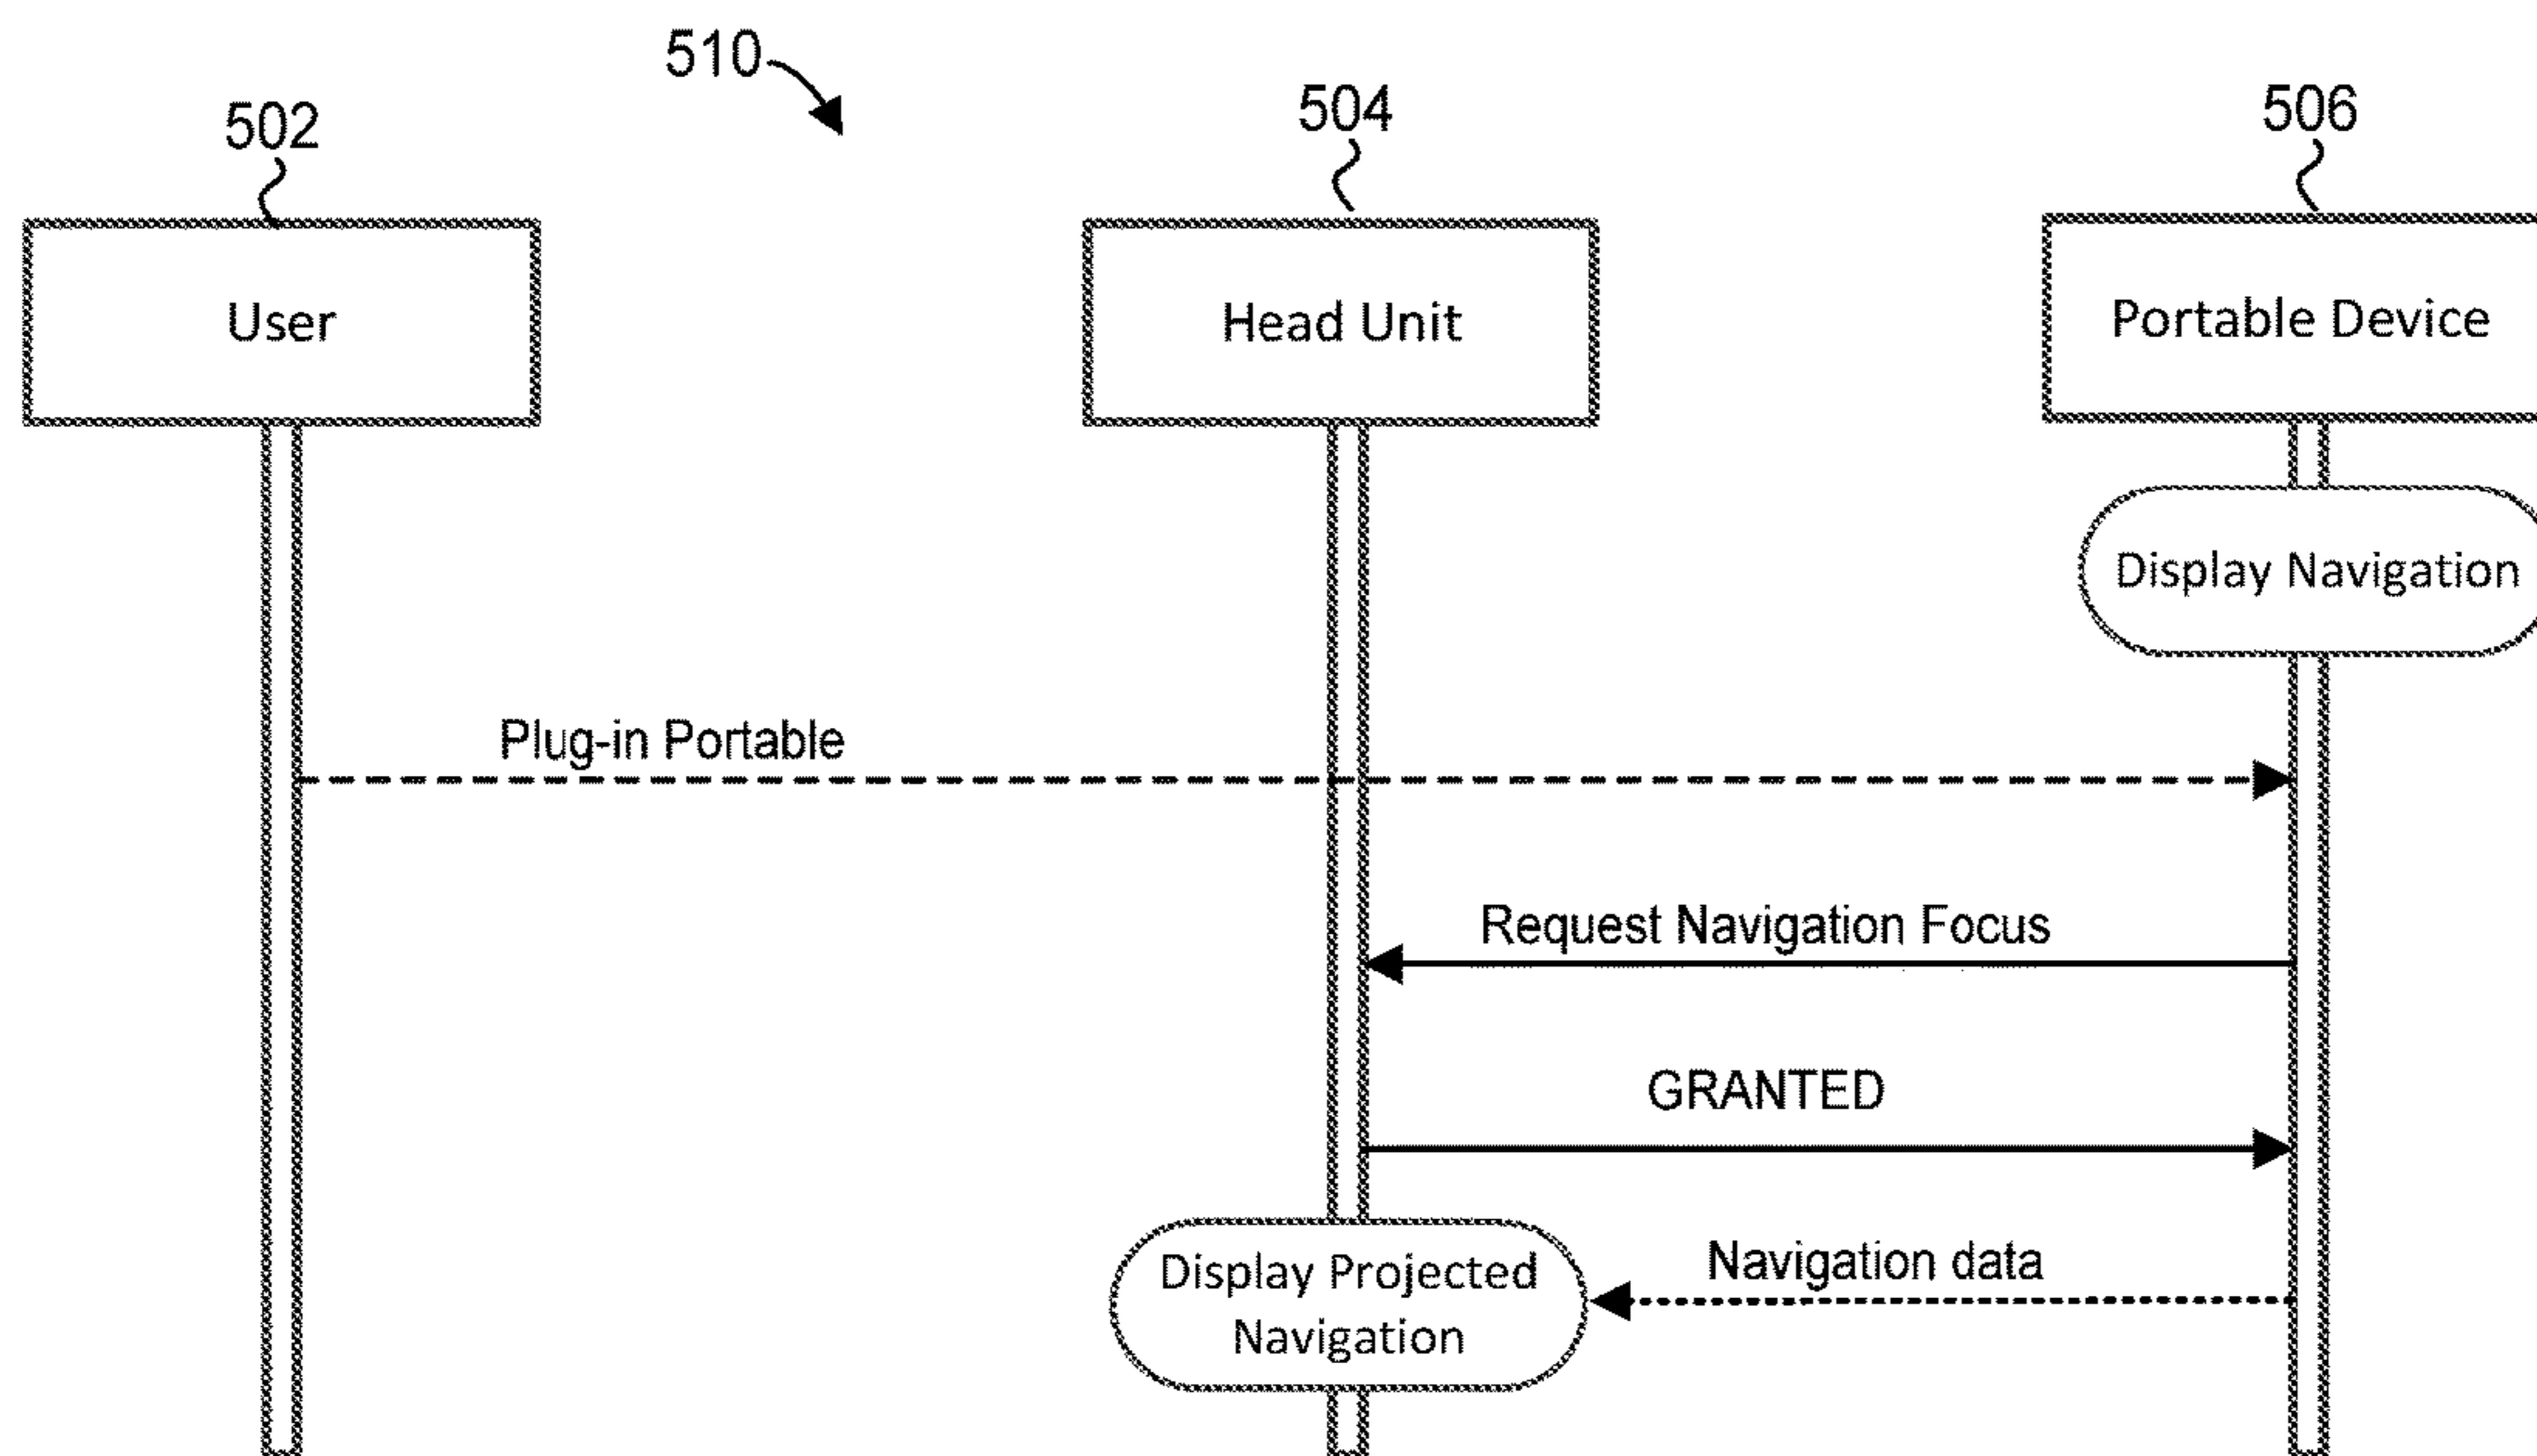 510
502
504
506
User
Head Unit
Portable Device
Display Navigation
Plug-in Portable
Request Navigation Focus
GRANTED
Navigation data
Display Projected
Navigation